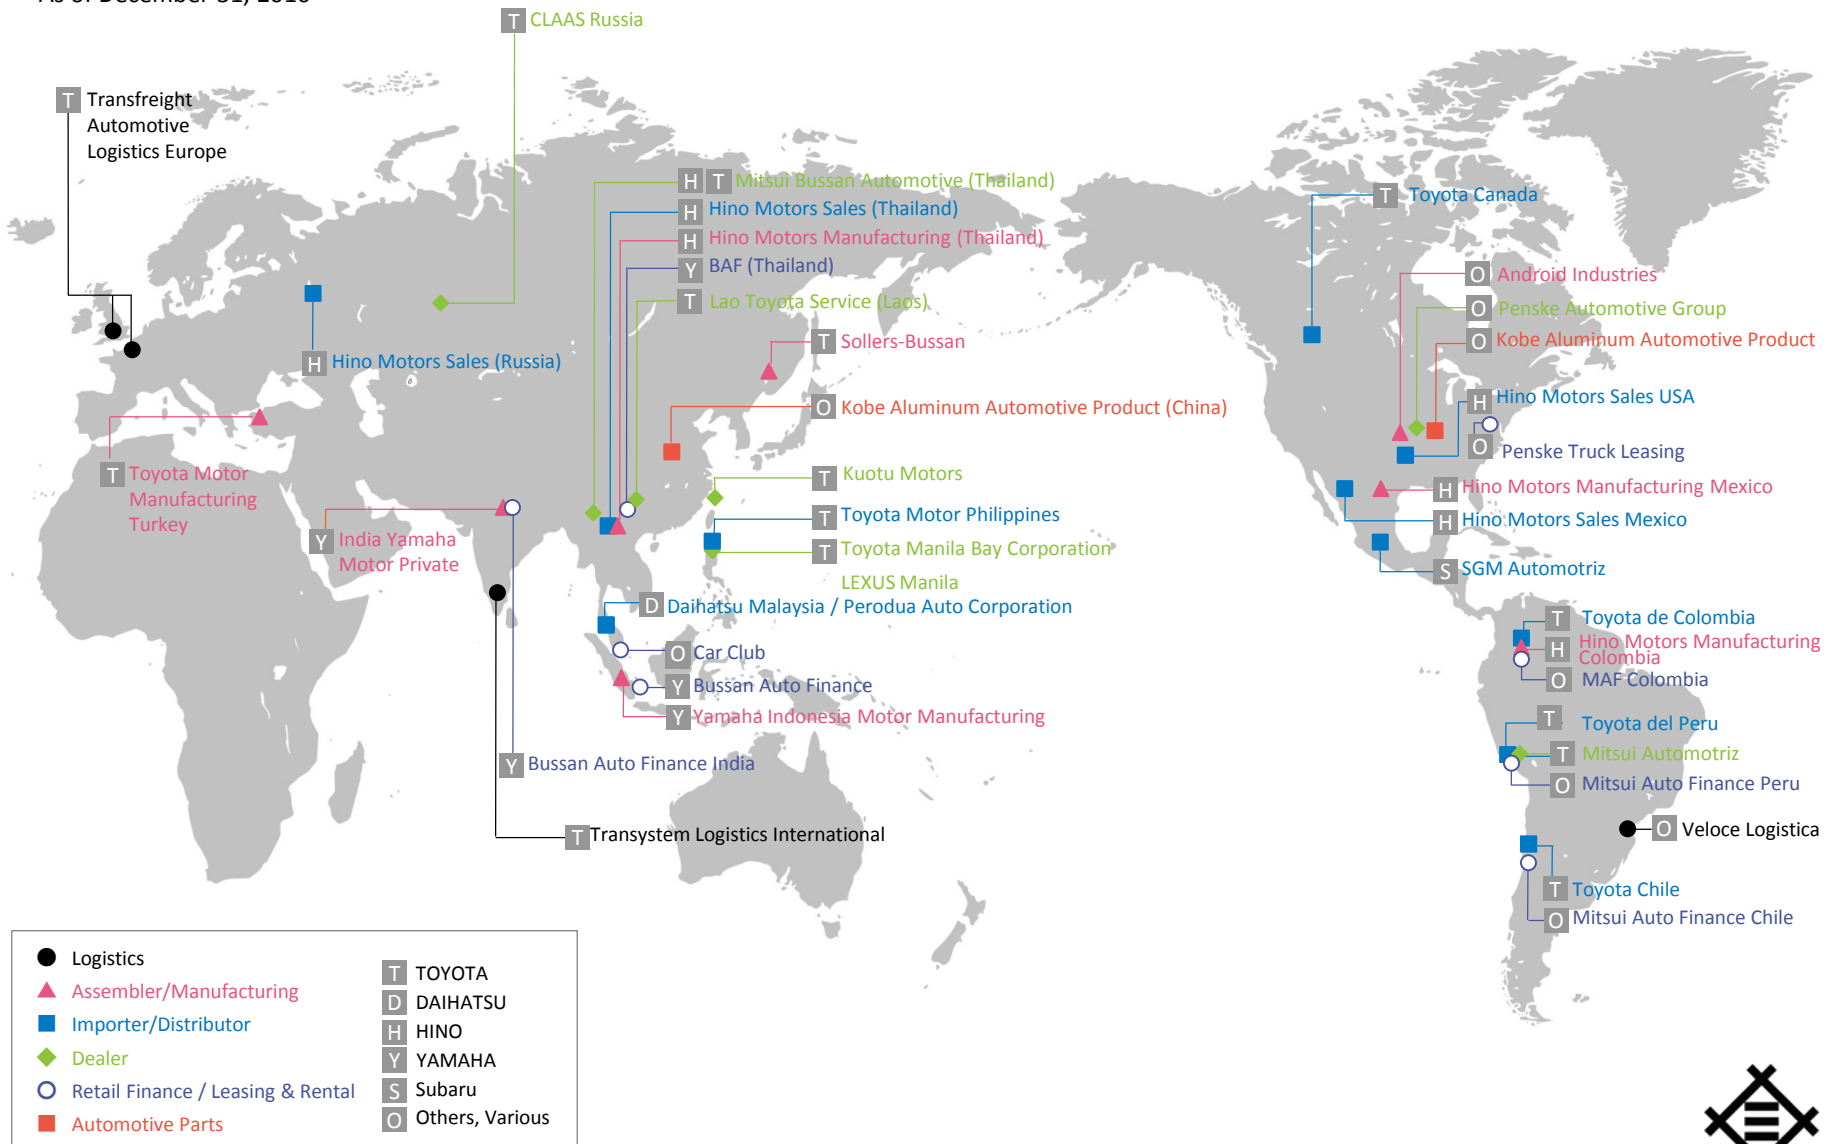 T CLAAS Russia
T Transfreight
Automotive
Logistics Europe
H T Mitsui Bussan Automotive (Thailand)
H Hino Motors Sales (Thailand)
H Hino Motors Manufacturing (Thailand)
Y BAF (Thailand)
T Lao Toyota Service (Laos)
T Sollers-Bussan
H Hino Motors Sales (Russia)
O Kobe Aluminum Automotive Product (China)
T Toyota Motor
Manufacturing
Turkey
T Kuotu Motors
T Toyota Motor Philippines
T Toyota Manila Bay Corporation
LEXUS Manila
Y India Yamaha
Motor Private
D Daihatsu Malaysia / Perodua Auto Corporation
O Car Club
Y Bussan Auto Finance
Y Yamaha Indonesia Motor Manufacturing
Y Bussan Auto Finance India
T Transystem Logistics International
T Toyota Canada
O Android Industries
O Penske Automotive Group
O Kobe Aluminum Automotive Product
H Hino Motors Sales USA
O Penske Truck Leasing
H Hino Motors Manufacturing Mexico
H Hino Motors Sales Mexico
S SGM Automotriz
T Toyota de Colombia
H Hino Motors Manufacturing
Colombia
O MAF Colombia
T Toyota del Peru
T Mitsui Automotriz
O Mitsui Auto Finance Peru
O Veloce Logistica
T Toyota Chile
O Mitsui Auto Finance Chile
Logistics
Assembler/Manufacturing
Importer/Distributor
Dealer
Retail Finance / Leasing & Rental
Automotive Parts
T TOYOTA
D DAIHATSU
H HINO
Y YAMAHA
S Subaru
O Others, Various